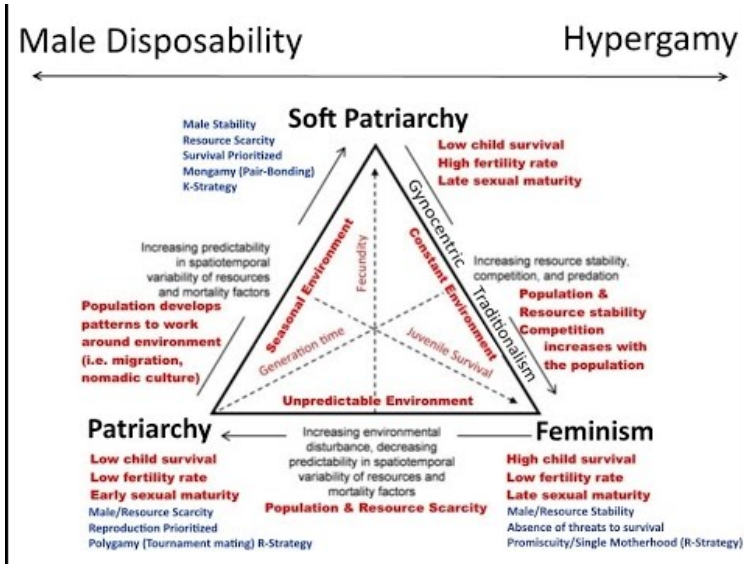 Male Disposability
Hypergamy
Soft Patriarchy
Male Stability
Resource Scarcity
Survival Prioritized
Mongamy (Pair-Bonding)
K-Strategy
Low child survival
High fertility rate
Late sexual maturity
Increasing predictability
in spatiotemporal
variability of resources
and mortality factors
Population develops
patterns to work
around environment
(i.e. migration,
nomadic culture)
Seasonal Environment
Fecundity
Constant Environment
Gynocentric Traditionalism
Generation time
Juvenile Survival
Unpredictable Environment
Increasing resource stability,
competition, and predation
Population &
Resource stability
Competition
increases with
the population
Patriarchy
Low child survival
Low fertility rate
Early sexual maturity
Male/Resource Scarcity
Reproduction Prioritized
Polygamy (Tournament mating) R-Strategy
Increasing environmental
disturbance, decreasing
predictability in spatiotemporal
variability of resources and
mortality factors
Population & Resource Scarcity
Feminism
High child survival
Low fertility rate
Late sexual maturity
Male/Resource Stability
Absence of threats to survival
Promiscuity/Single Motherhood (R-Strategy)